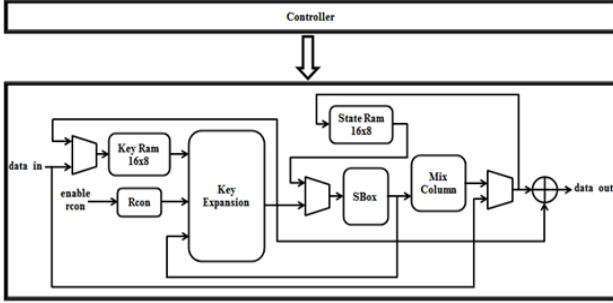 Controller
State Ram
16x8
Key Ram
16x8
data in
Mix
Column
Key
Expansion
SBox
data out
enable
rcon
Rcon